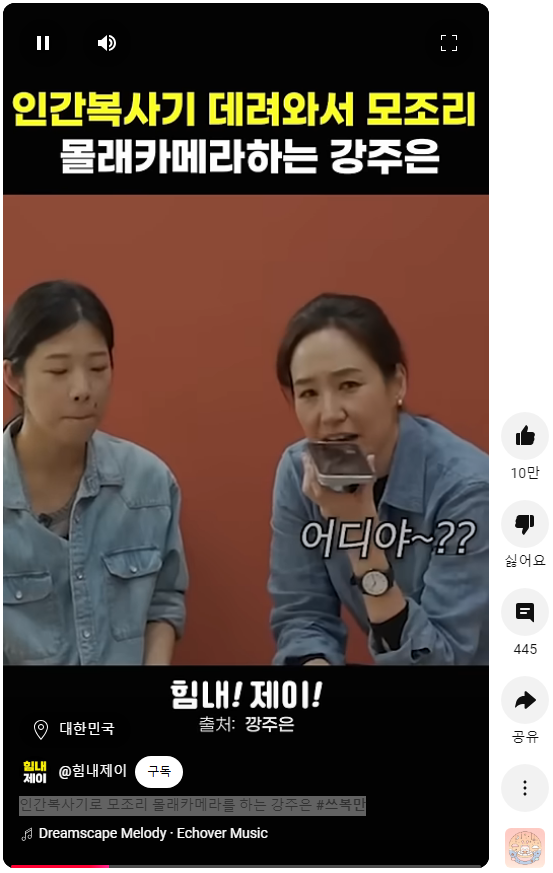 인간복사기 데려와서 모조리
몰래카메라하는 강주은
어디야~??
힘내! 제이!
출처: 깡주은
대한민국
힘내
제이
@힘내제이
구독
인간복사기로 모조리 몰래카메라를 하는 강주은 #쓰복만
Dreamscape Melody · Echover Music
10만
싫어요
445
공유